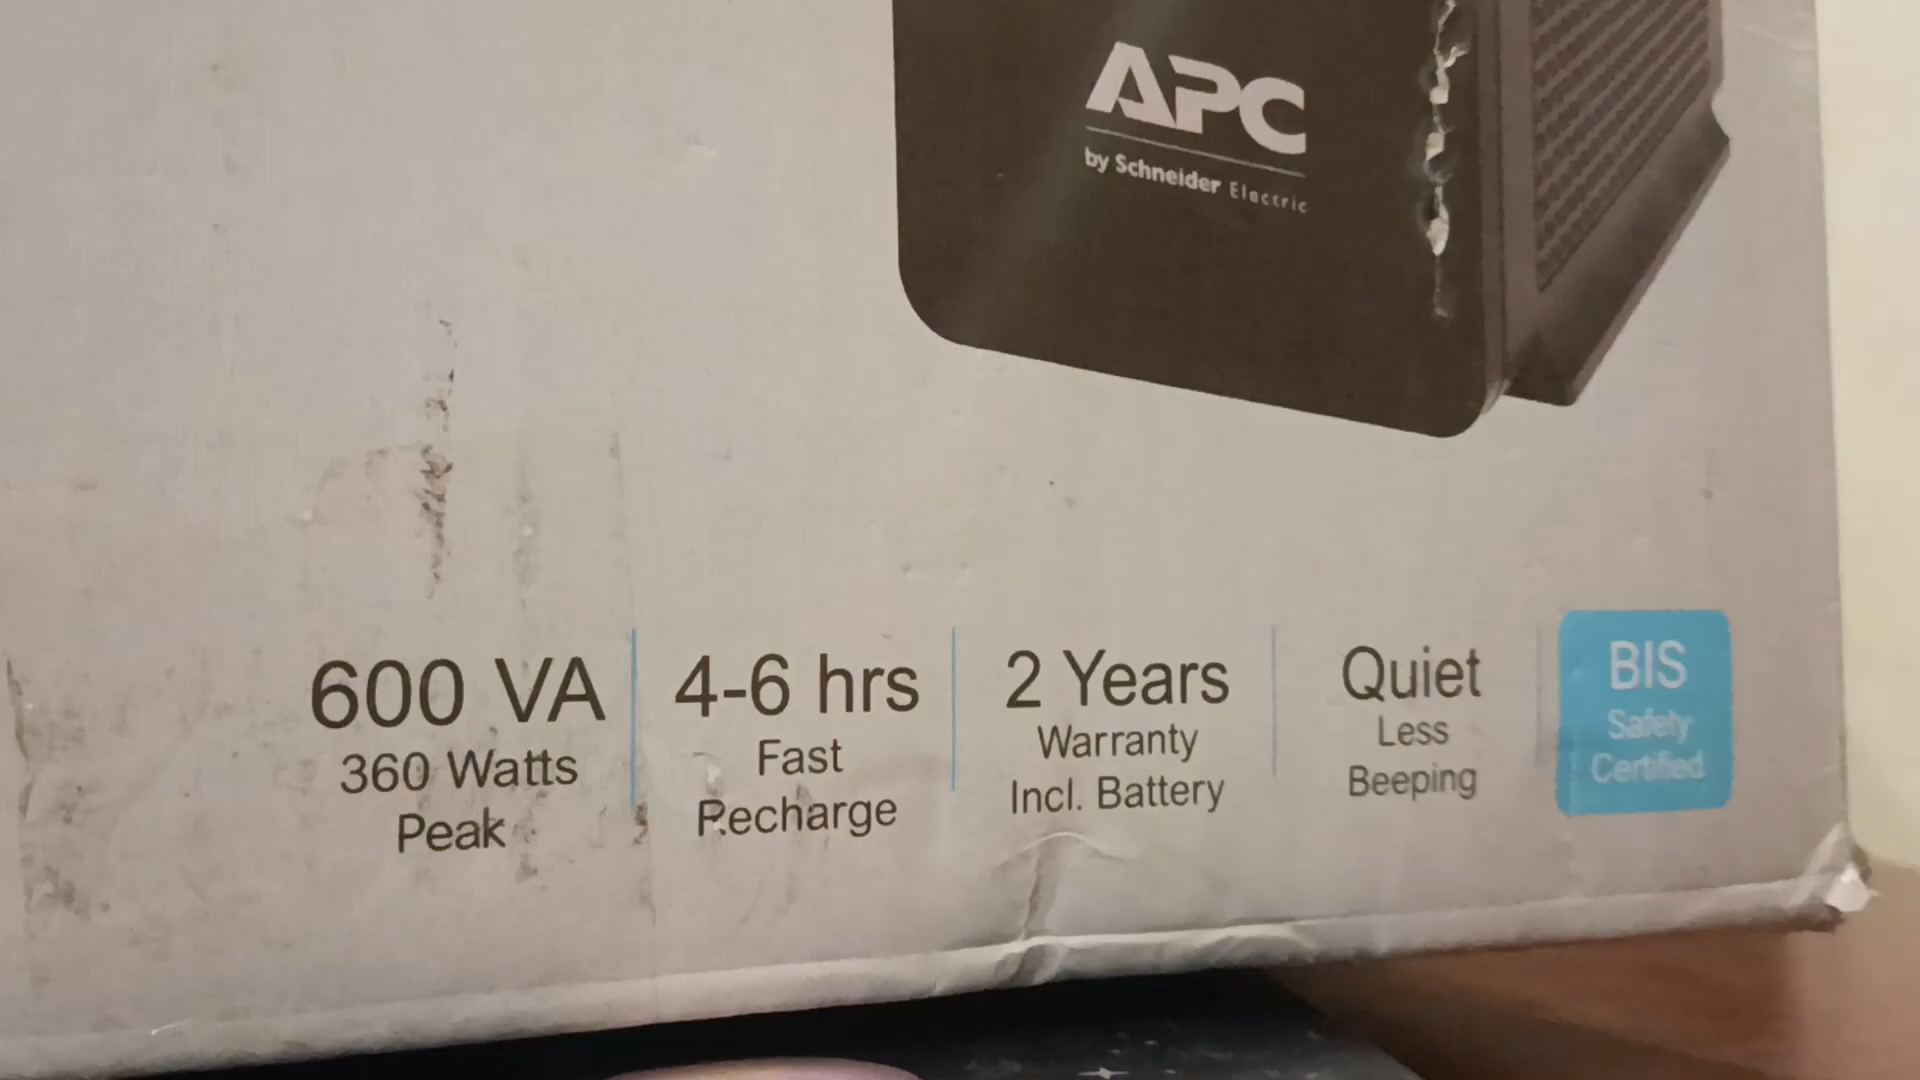 APC
by Schneider Electric
600 VA
360 Watts
Peak
4-6 hrs
Fast
Recharge
2 Years
Warranty
Incl. Battery
Quiet
Less
Beeping
BIS
Safety
Certified